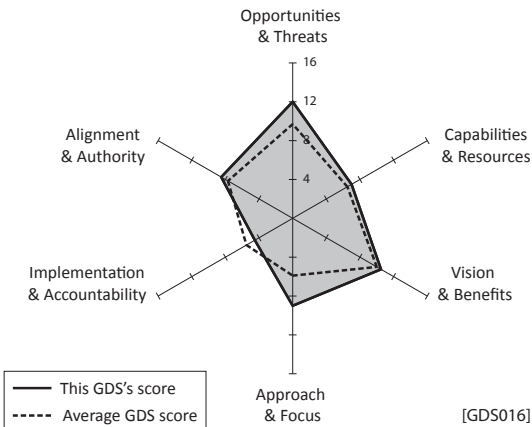 Opportunities
& Threats
16
12
8
4
Alignment
& Authority
Capabilities
& Resources
Implementation
& Accountability
Vision
& Benefits
This GDS's score
Average GDS score
Approach
& Focus
[GDS016]